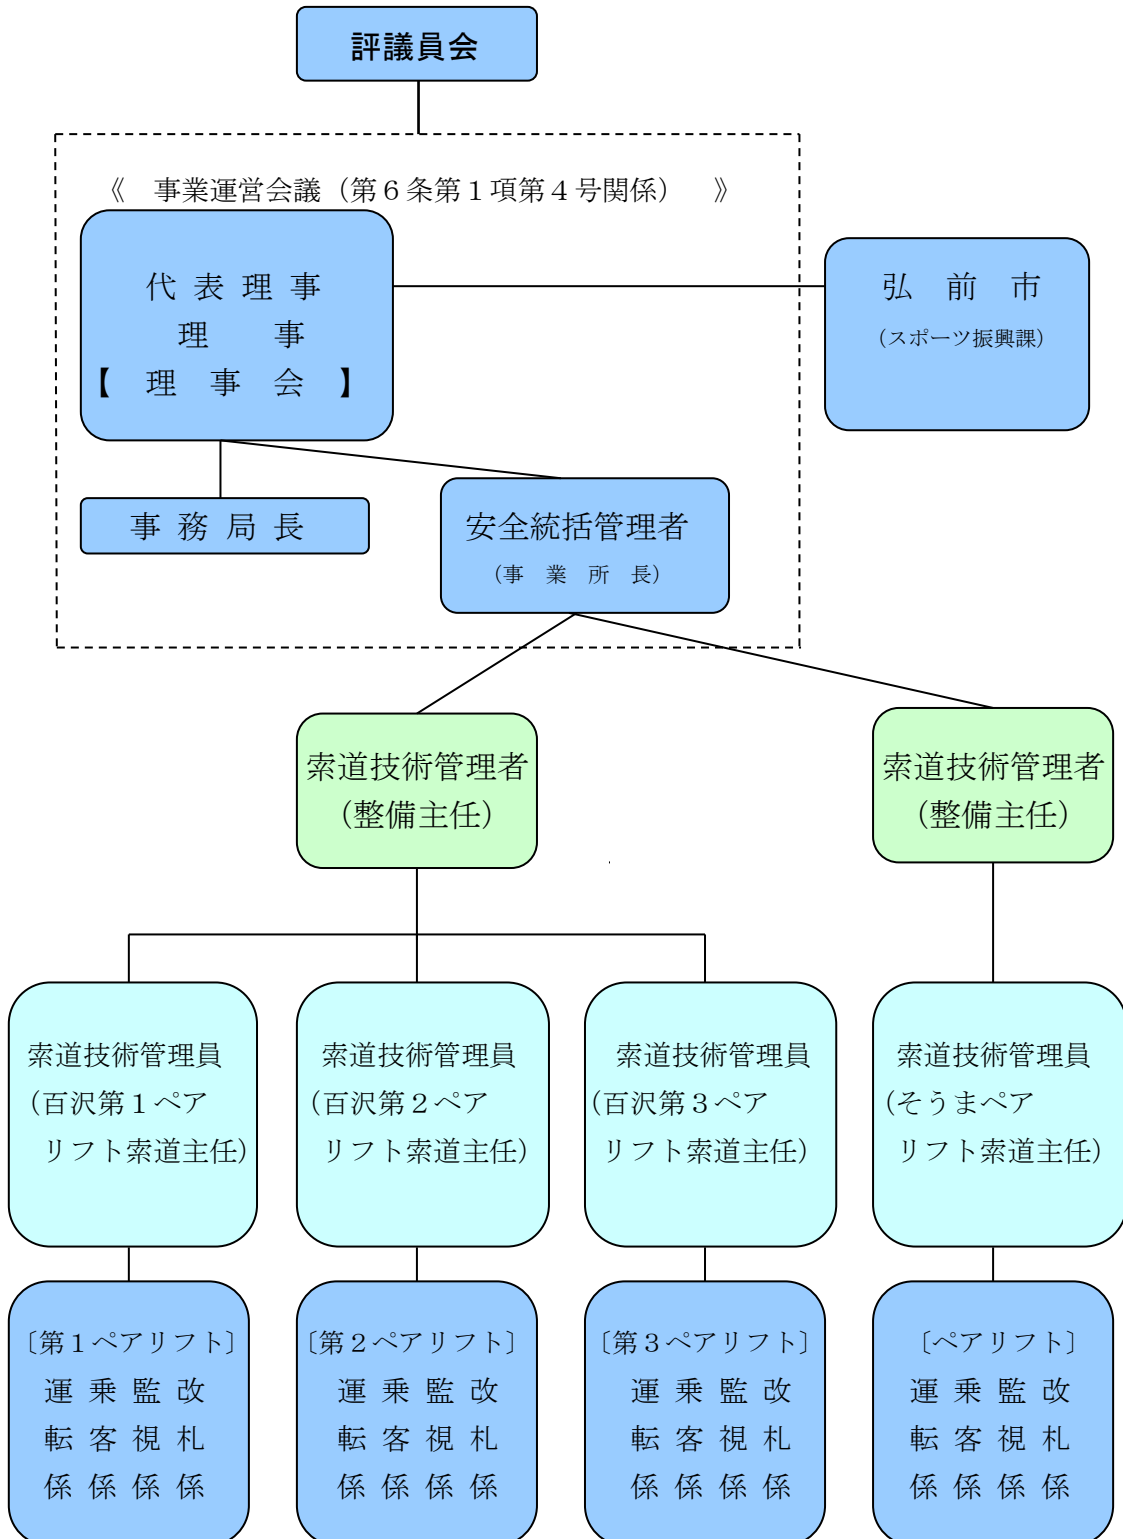 評議員会
《　事業運営会議（第６条第１項第４号関係）　》
代 表 理 事
理　　事
【　理　事　会　】
弘　前　市
（スポーツ振興課）
事 務 局 長
安全統括管理者
（事　業　所　長）
索道技術管理者
（整備主任）
索道技術管理者
（整備主任）
索道技術管理員
（百沢第１ペア
リフト索道主任）
索道技術管理員
（百沢第２ペア
リフト索道主任）
索道技術管理員
（百沢第３ペア
リフト索道主任）
索道技術管理員
（そうまペア
リフト索道主任）
〔第１ペアリフト〕
運 乗 監 改
転 客 視 札
係 係 係 係
〔第２ペアリフト〕
運 乗 監 改
転 客 視 札
係 係 係 係
〔第３ペアリフト〕
運 乗 監 改
転 客 視 札
係 係 係 係
〔ペアリフト〕
運 乗 監 改
転 客 視 札
係 係 係 係